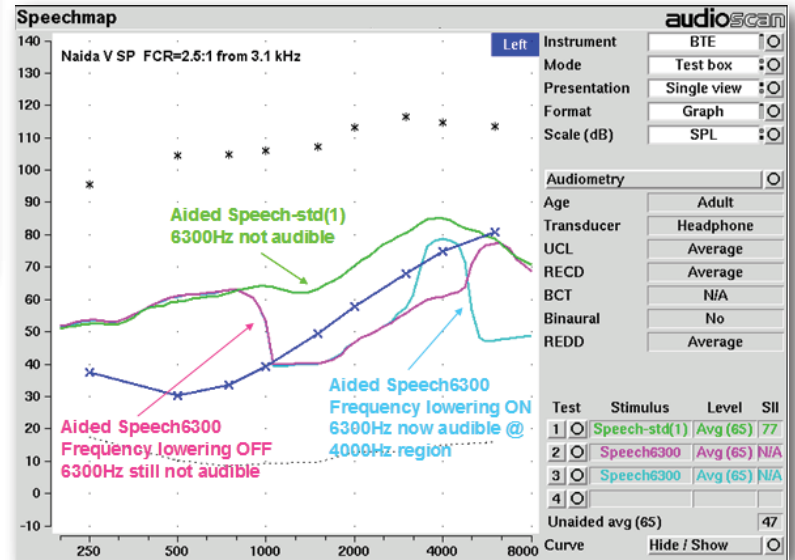 Speechmap
audioscan
140
130
120
110
100
90
80
70
60
50
40
30
20
10
0
-10
250 500 1000 2000 4000 8000
Naida V SP FCR=2.5:1 from 3.1 kHz
Left
Aided Speech-std(1)
6300Hz not audible
Aided Speech6300
Frequency lowering OFF
6300Hz still not audible
Aided Speech6300
Frequency lowering ON
6300Hz now audible @
4000Hz region
Instrument BTE
Mode Test box
Presentation Single view
Format Graph
Scale (dB) SPL
Audiometry
Age Adult
Transducer Headphone
UCL Average
RECD Average
BCT N/A
Binaural No
REDD Average
Test Stimulus Level SII
1 Speech-std(1) Avg (65) 77
2 Speech6300 Avg (65) N/A
3 Speech6300 Avg (65) N/A
4
Unaided avg (65) 47
Curve Hide / Show